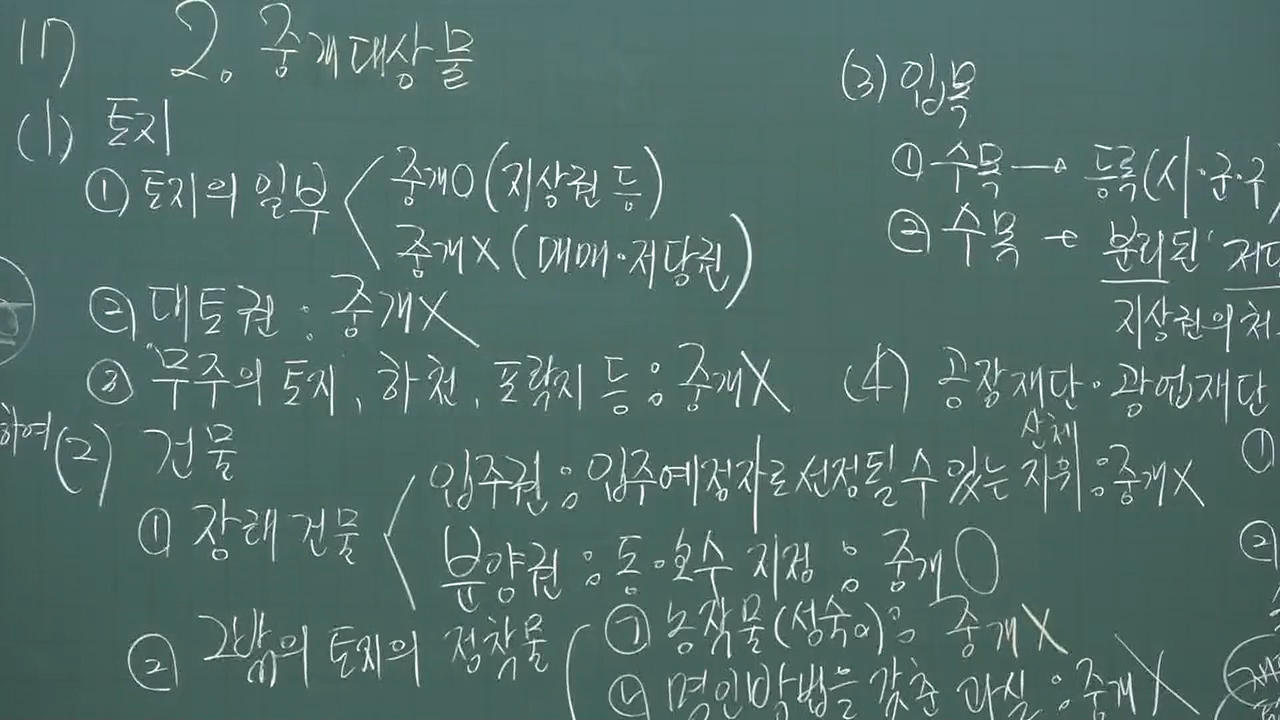 17 2. 중개대상물
(1) 토지
① 토지의 일부
중개O (지상권 등)
중개X (매매·저당권)
② 대토권 : 중개X
③ 무주의 토지, 하천, 포락지 등 : 중개X
하여
(2) 건물
① 장래건물
입주권 : 입주예정자로 선정될 수 있는 지위 : 중개X
분양권 : 동·호수 지정 : 중개O
② 그밖의 토지의 정착물
㉠ 농작물(성숙) : 중개X
㉡ 명인방법을 갖춘 과실 : 중개X
(3) 입목
① 수목 → 등록(시·군·구
② 수목 → 분리된 저당
지상권의 처
(4) 공장재단·광업재단
①
②